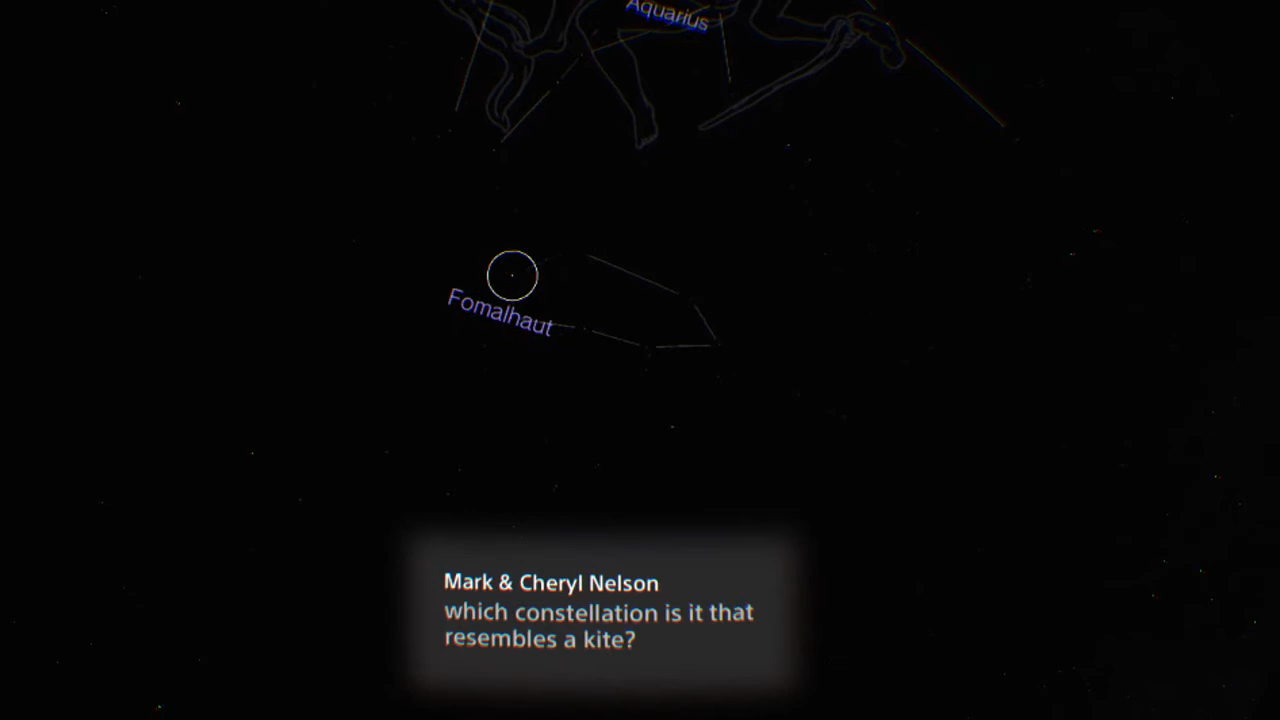 Aquarius
Fomalhaut
Mark & Cheryl Nelson
which constellation is it that
resembles a kite?